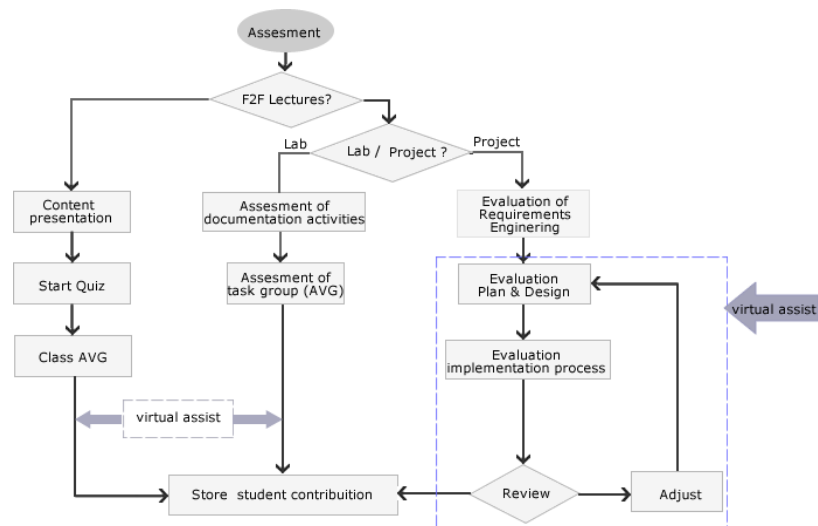 Assesment
F2F Lectures?
Lab
Lab / Project ?
Project
Content
presentation
Assesment of
documentation activities
Evaluation of
Requirements
Enginering
Start Quiz
Assesment of
task group (AVG)
Evaluation
Plan & Design
virtual assist
Class AVG
Evaluation
implementation process
virtual assist
Store student contribuition
Review
Adjust